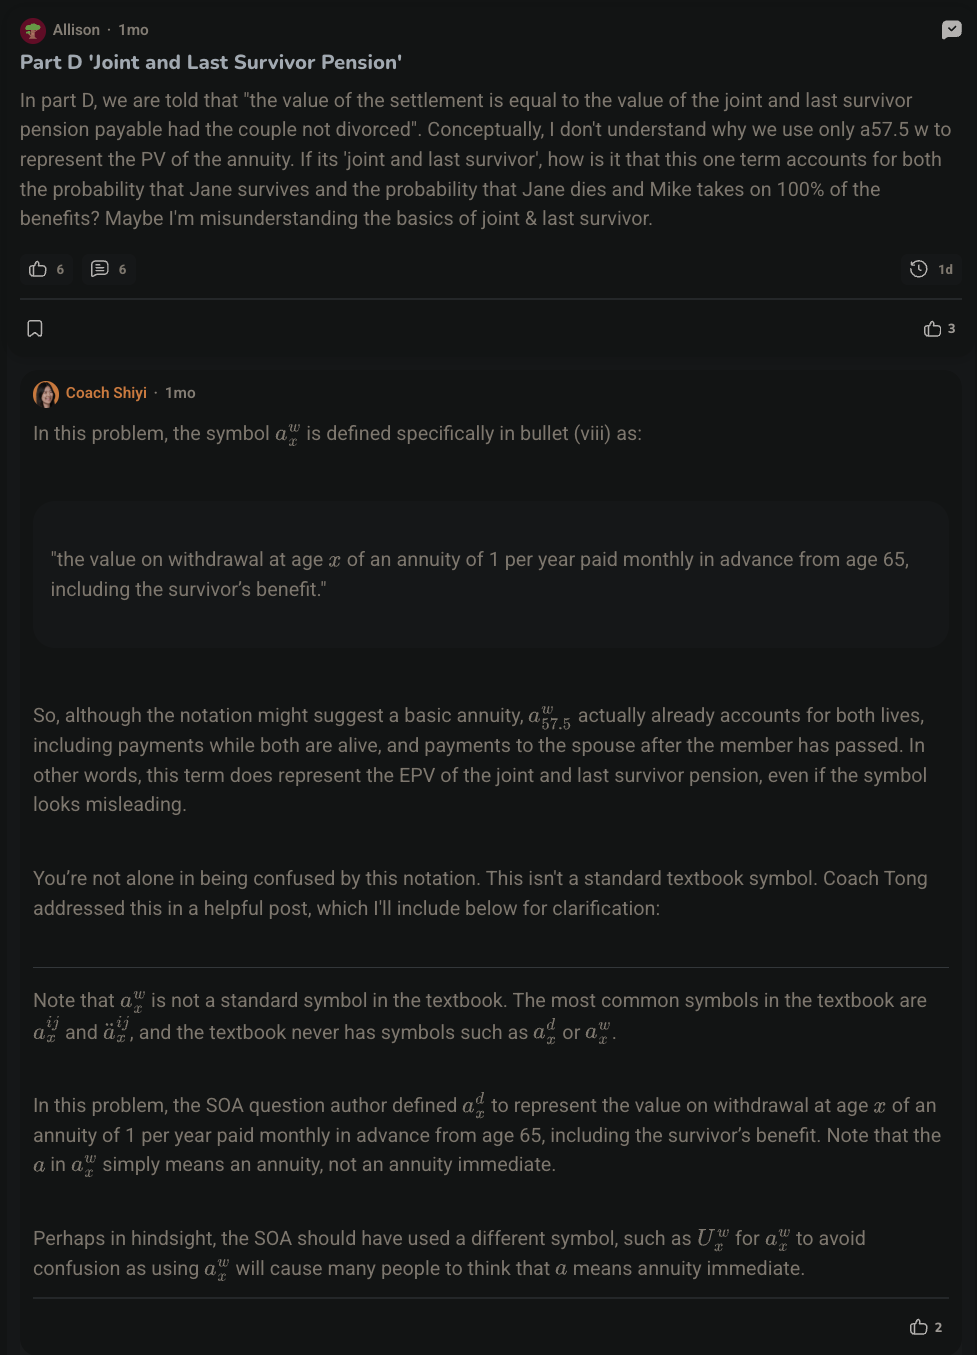 Allison · 1mo
Part D 'Joint and Last Survivor Pension'
In part D, we are told that "the value of the settlement is equal to the value of the joint and last survivor
pension payable had the couple not divorced". Conceptually, I don't understand why we use only a57.5 w to
represent the PV of the annuity. If its 'joint and last survivor', how is it that this one term accounts for both
the probability that Jane survives and the probability that Jane dies and Mike takes on 100% of the
benefits? Maybe I'm misunderstanding the basics of joint & last survivor.
6 6 1d
3
Coach Shiyi · 1mo
In this problem, the symbol $a_x^w$ is defined specifically in bullet (viii) as:
"the value on withdrawal at age $x$ of an annuity of 1 per year paid monthly in advance from age 65,
including the survivor’s benefit."
So, although the notation might suggest a basic annuity, $a_{57.5}^w$ actually already accounts for both lives,
including payments while both are alive, and payments to the spouse after the member has passed. In
other words, this term does represent the EPV of the joint and last survivor pension, even if the symbol
looks misleading.
You’re not alone in being confused by this notation. This isn't a standard textbook symbol. Coach Tong
addressed this in a helpful post, which I'll include below for clarification:
Note that $a_x^w$ is not a standard symbol in the textbook. The most common symbols in the textbook are
$a_x^{ij}$ and $\ddot{a}_x^{ij}$, and the textbook never has symbols such as $a_x^d$ or $a_x^w$.
In this problem, the SOA question author defined $a_x^d$ to represent the value on withdrawal at age $x$ of an
annuity of 1 per year paid monthly in advance from age 65, including the survivor’s benefit. Note that the
$a$ in $a_x^w$ simply means an annuity, not an annuity immediate.
Perhaps in hindsight, the SOA should have used a different symbol, such as $U_x^w$ for $a_x^w$ to avoid
confusion as using $a_x^w$ will cause many people to think that $a$ means annuity immediate.
2